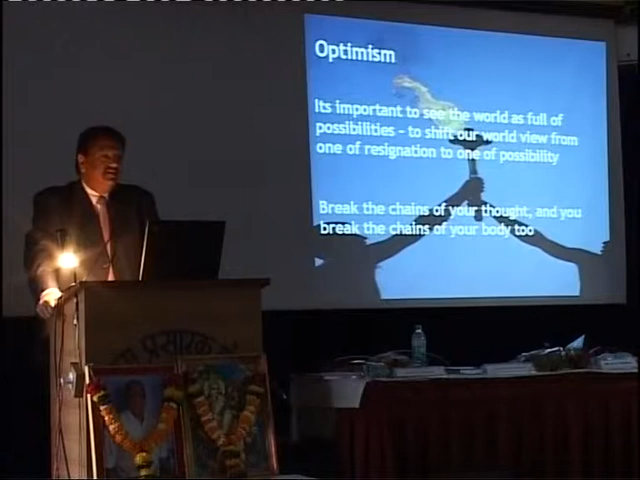 Optimism
Its important to see the world as full of
possibilities – to shift our world view from
one of resignation to one of possibility
Break the chains of your thought, and you
break the chains of your body too
प्रसारक